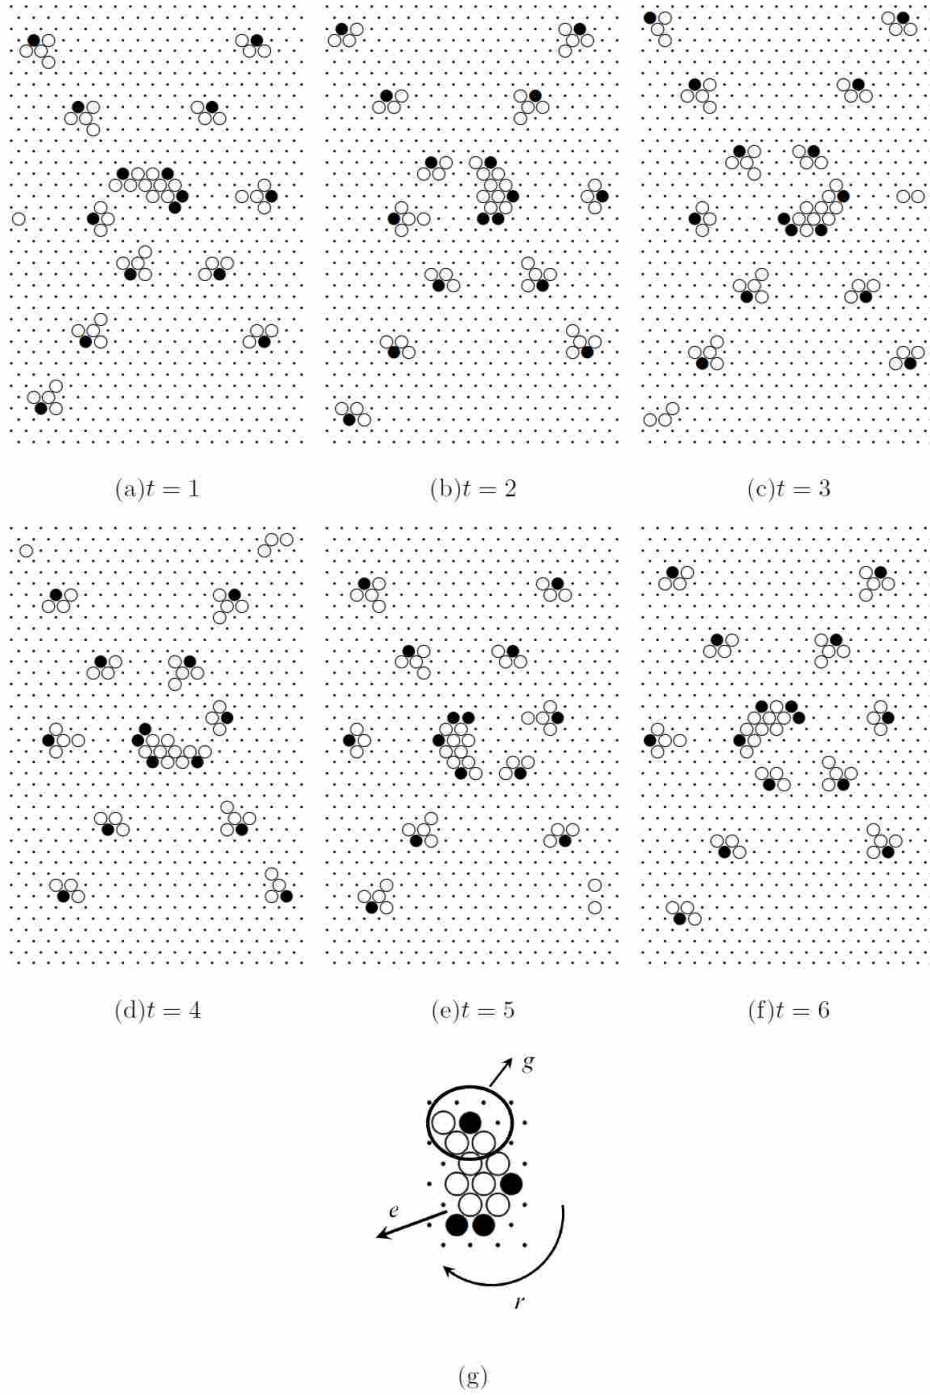 (a)t = 1 (b)t = 2 (c)t = 3
(d)t = 4 (e)t = 5 (f)t = 6
g
e
r
(g)